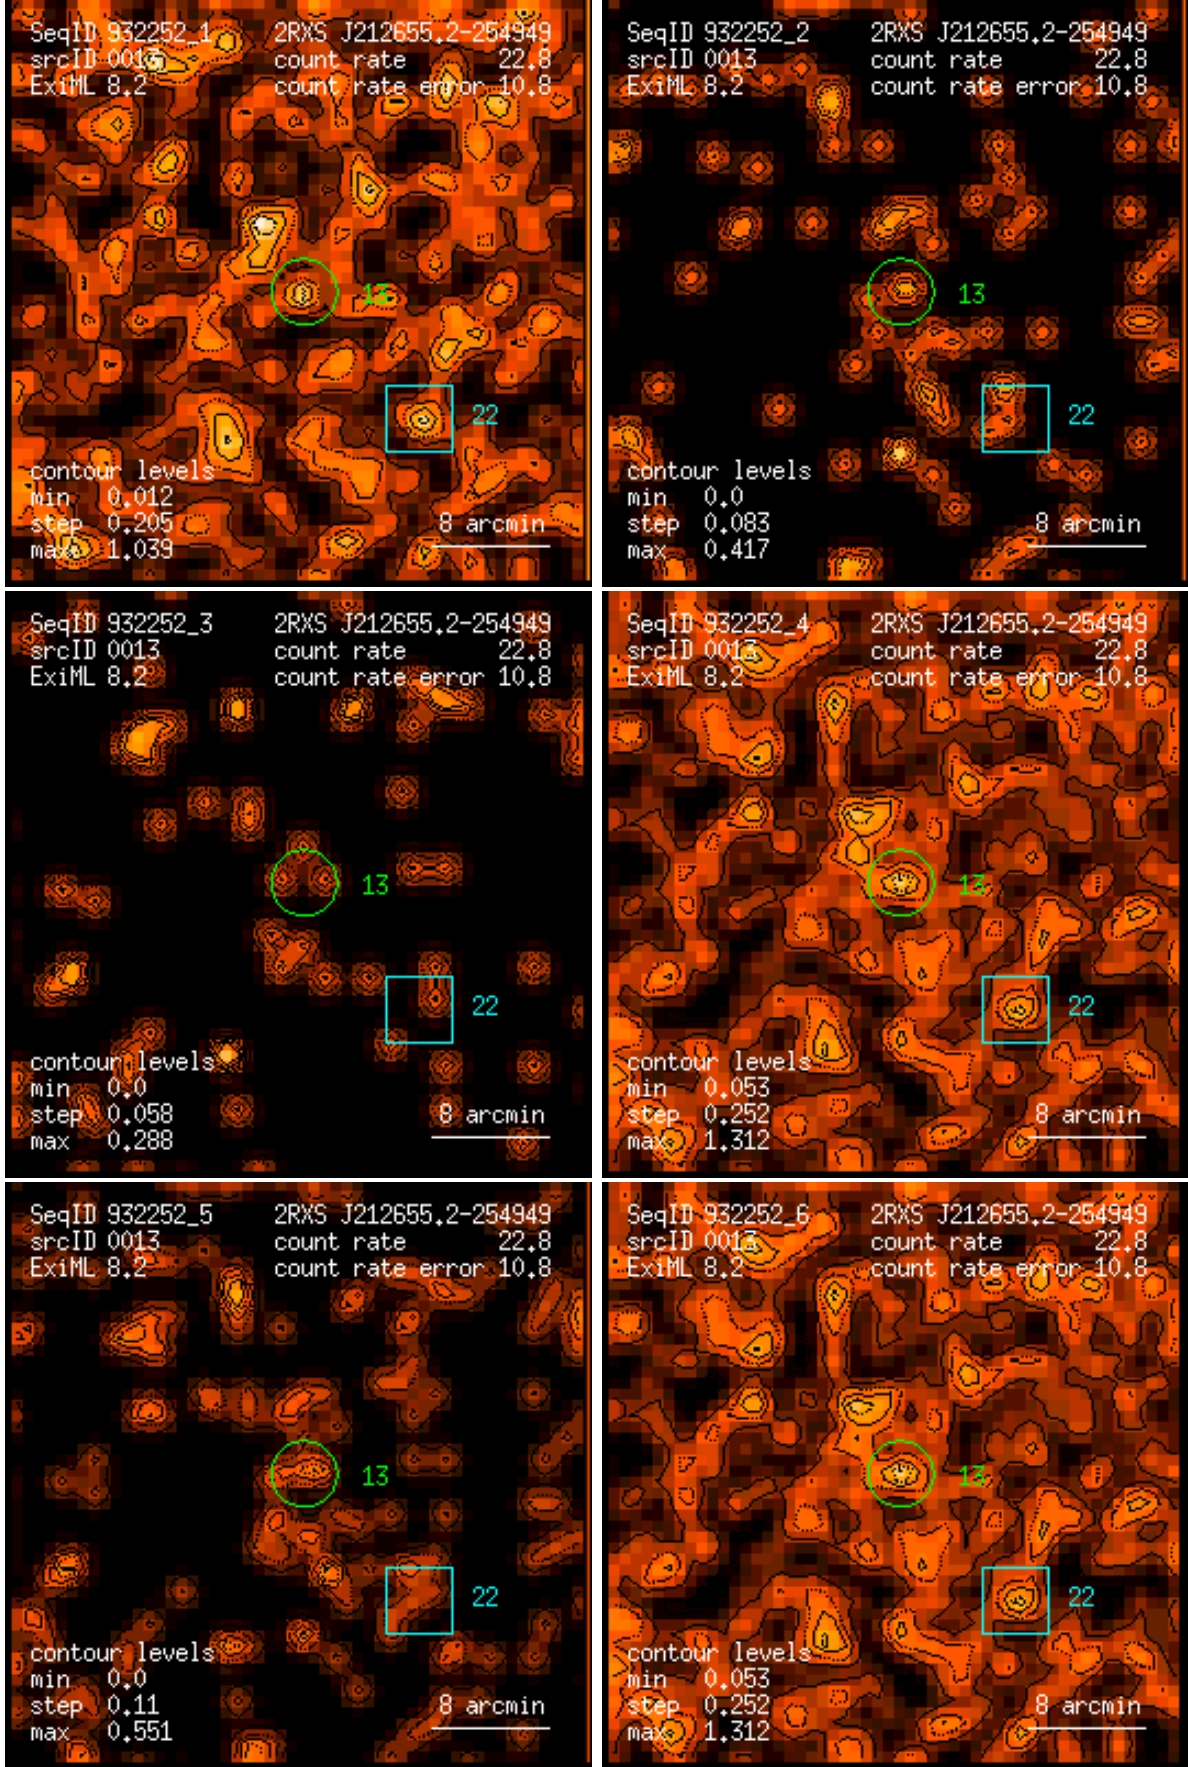 SeqID 932252_1 2RXS J212655.2-254949
srcID 0013 count rate 22.8
ExiML 8.2 count rate error 10.8
13
22
contour levels
min 0.012
step 0.205
max 1.039
8 arcmin
SeqID 932252_2 2RXS J212655.2-254949
srcID 0013 count rate 22.8
ExiML 8.2 count rate error 10.8
13
22
contour levels
min 0.0
step 0.083
max 0.417
8 arcmin
SeqID 932252_3 2RXS J212655.2-254949
srcID 0013 count rate 22.8
ExiML 8.2 count rate error 10.8
13
22
contour levels
min 0.0
step 0.058
max 0.288
8 arcmin
SeqID 932252_4 2RXS J212655.2-254949
srcID 0013 count rate 22.8
ExiML 8.2 count rate error 10.8
13
22
contour levels
min 0.053
step 0.252
max 1.312
8 arcmin
SeqID 932252_5 2RXS J212655.2-254949
srcID 0013 count rate 22.8
ExiML 8.2 count rate error 10.8
13
22
contour levels
min 0.0
step 0.11
max 0.551
8 arcmin
SeqID 932252_6 2RXS J212655.2-254949
srcID 0013 count rate 22.8
ExiML 8.2 count rate error 10.8
13
22
contour levels
min 0.053
step 0.252
max 1.312
8 arcmin